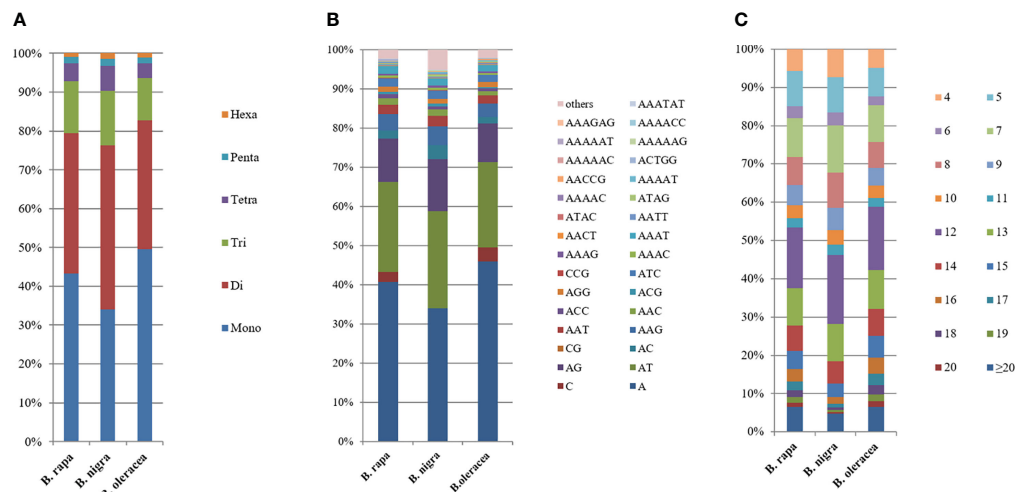 A
100%
90%
80%
70%
60%
50%
40%
30%
20%
10%
0%
B. rapa
B. nigra
B. oleracea
Hexa
Penta
Tetra
Tri
Di
Mono
B
100%
90%
80%
70%
60%
50%
40%
30%
20%
10%
0%
B. rapa
B. nigra
B.oleracea
others AAATAT
AAAGAG AAAACC
AAAAAT AAAAAG
AAAAAC ACTGG
AACCG AAAAT
AAAAC ATAG
ATAC AATT
AACT AAAT
AAAG AAAC
CCG ATC
AGG ACG
ACC AAC
AAT AAG
CG AC
AG AT
C A
C
100%
90%
80%
70%
60%
50%
40%
30%
20%
10%
0%
B. rapa
B. nigra
B. oleracea
4 5
6 7
8 9
10 11
12 13
14 15
16 17
18 19
20 ≥20